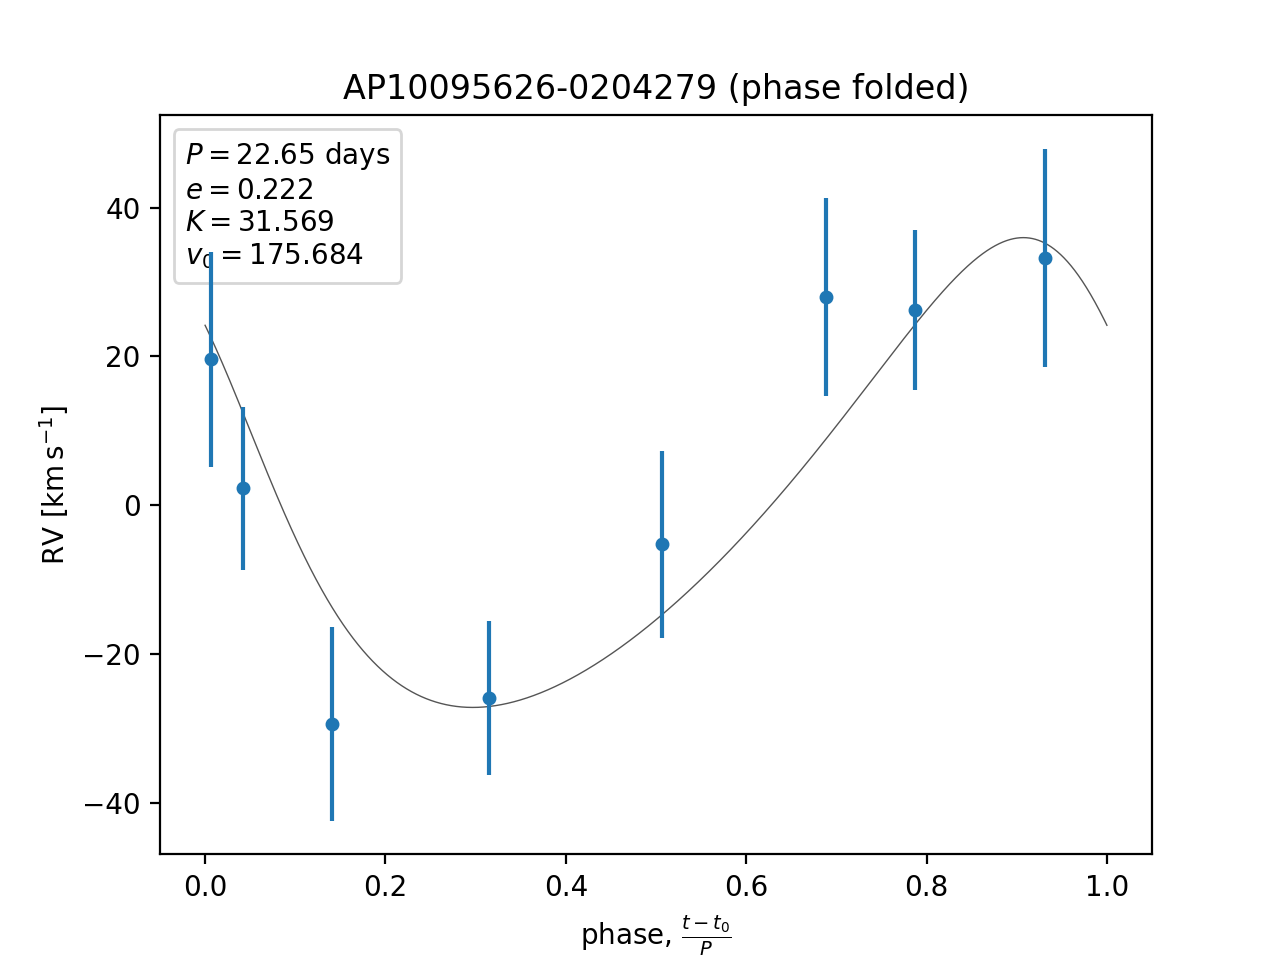 AP10095626-0204279 (phase folded)
P = 22.65 days
e = 0.222
K = 31.569
v₀ = 175.684
40
20
0
−20
−40
RV [km s⁻¹]
0.0 0.2 0.4 0.6 0.8 1.0
phase, (t − t₀)/P